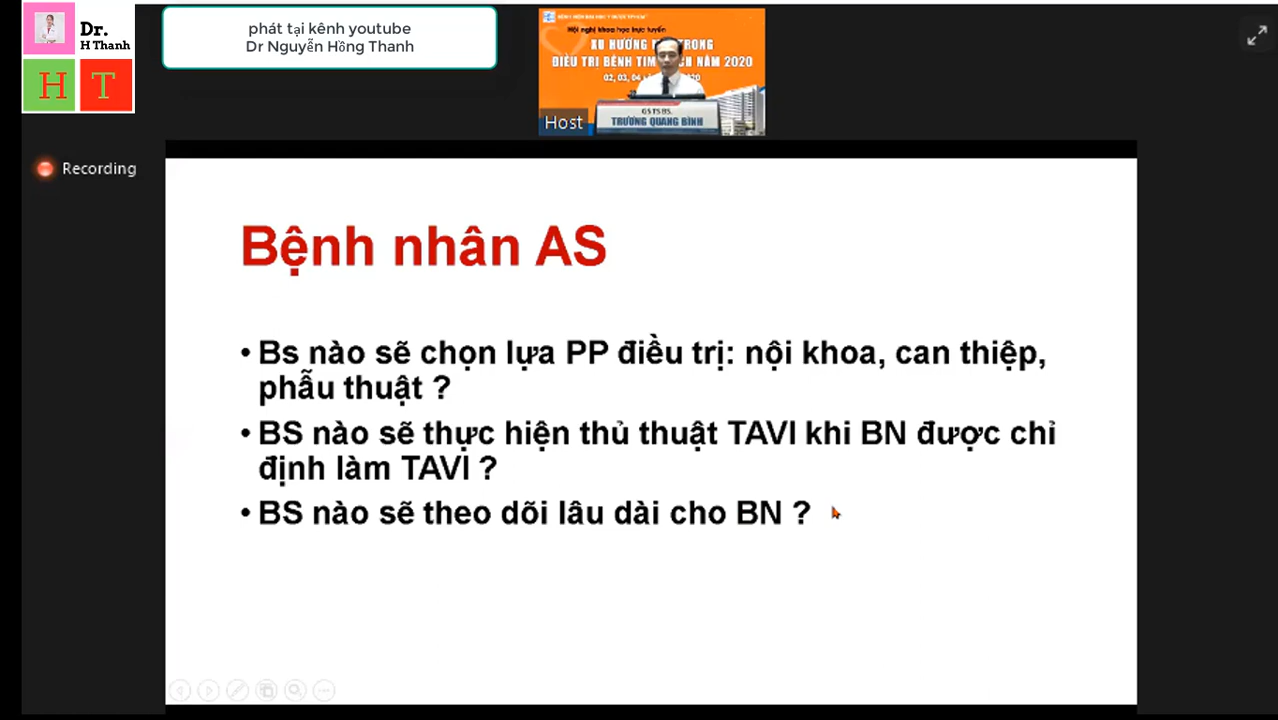 Dr.
H Thanh
H T
phát tại kênh youtube
Dr Nguyễn Hồng Thanh
BỆNH VIỆN ĐẠI HỌC Y DƯỢC TPHCM
Hội nghị khoa học trực tuyến
XU HƯỚNG TRONG
ĐIỀU TRỊ BỆNH TIM NĂM 2020
02, 03, 04
GS TS BS.
TRƯƠNG QUANG BÌNH
Host
Recording
Bệnh nhân AS
• Bs nào sẽ chọn lựa PP điều trị: nội khoa, can thiệp,
phẫu thuật ?
• BS nào sẽ thực hiện thủ thuật TAVI khi BN được chỉ
định làm TAVI ?
• BS nào sẽ theo dõi lâu dài cho BN ?